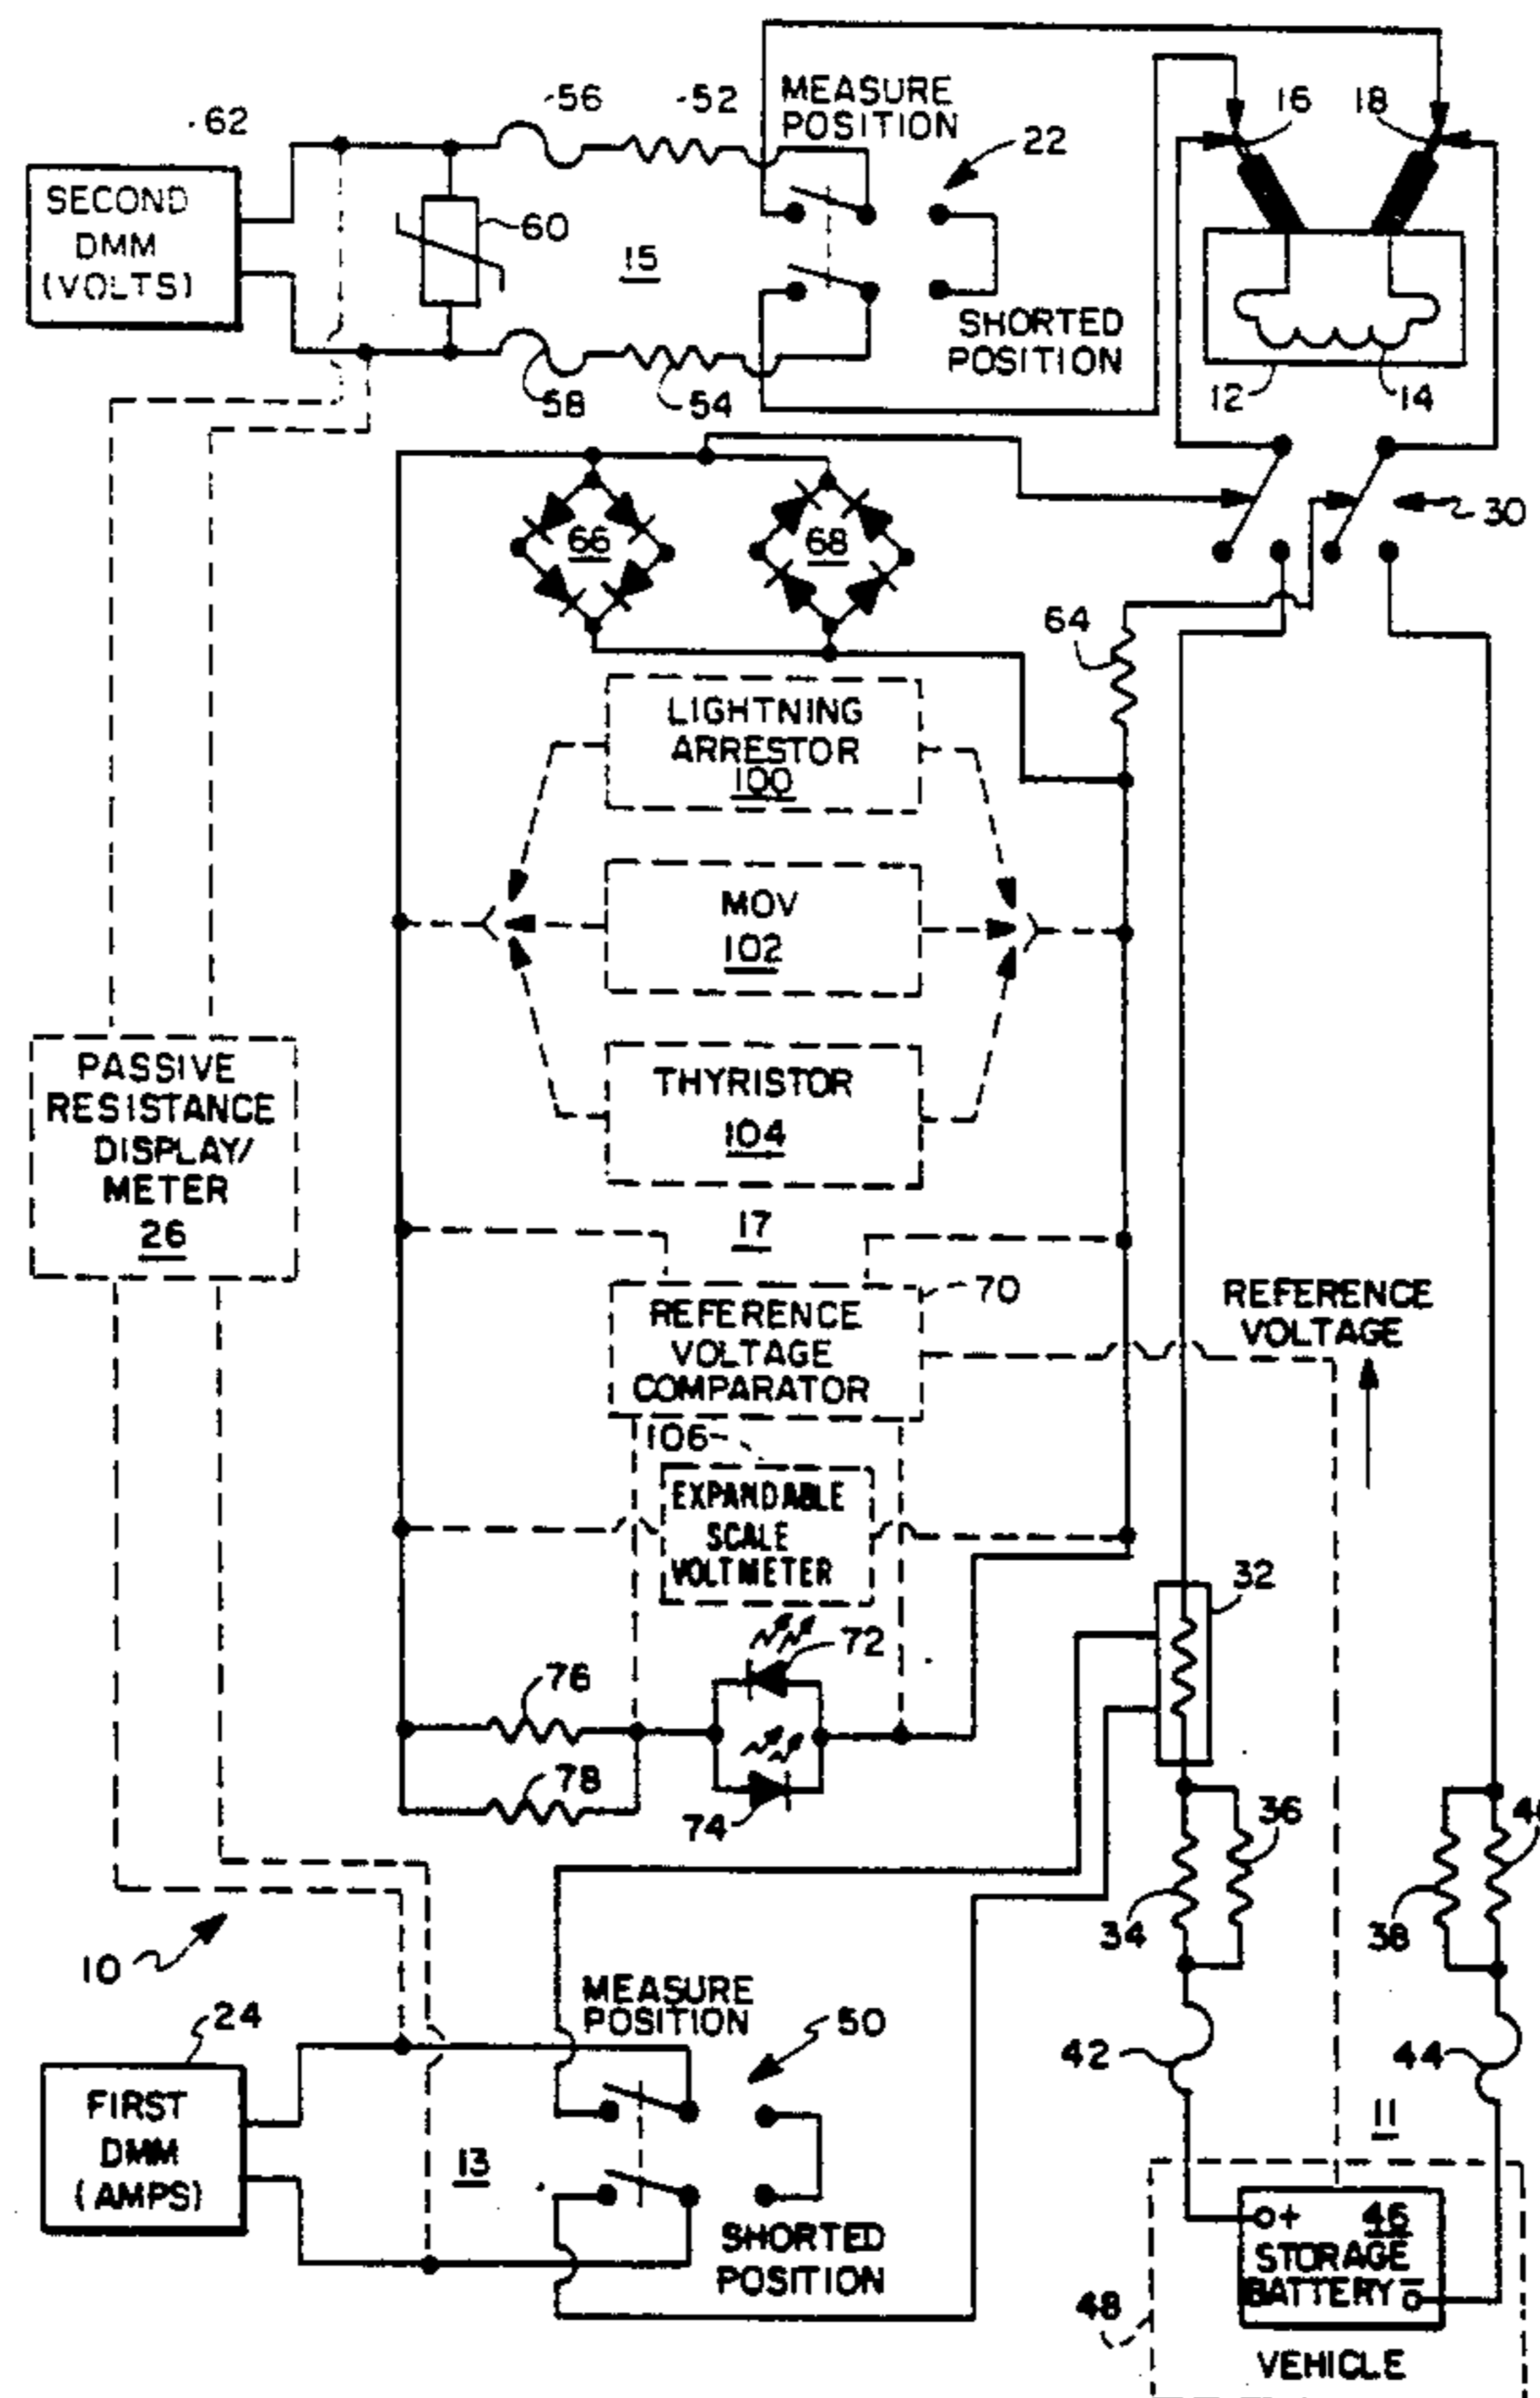 62
56
52
MEASURE
POSITION
22
16
18
SECOND
DMM
(VOLTS)
60
15
SHORTED
POSITION
58
54
12
14
66
68
30
64
LIGHTNING
ARRESTOR
100
MOV
102
THYRISTOR
104
PASSIVE
RESISTANCE
DISPLAY/
METER
26
17
70
REFERENCE
VOLTAGE
COMPARATOR
REFERENCE
VOLTAGE
106
EXPANDABLE
SCALE
VOLTMETER
32
72
76
78
74
36
34
38
10
MEASURE
POSITION
50
24
FIRST
DMM
(AMPS)
13
SHORTED
POSITION
42
44
11
+
46
STORAGE
BATTERY -
48
VEHICLE